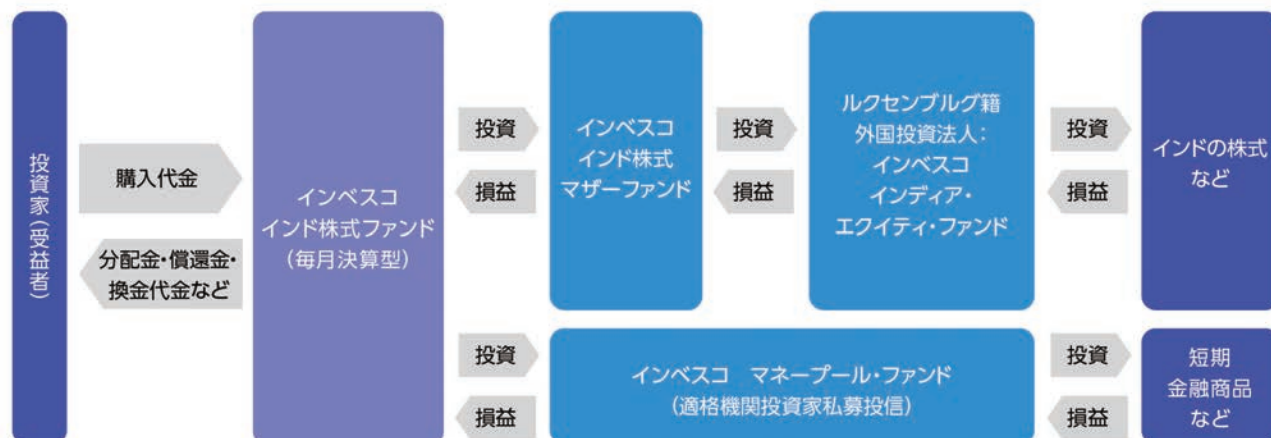 投資家(受益者)
購入代金
分配金・償還金・
換金代金など
インベスコ
インド株式ファンド
(毎月決算型)
投資
損益
インベスコ
インド株式
マザーファンド
投資
損益
ルクセンブルグ籍
外国投資法人:
インベスコ
インディア・
エクイティ・ファンド
投資
損益
インドの株式
など
投資
損益
インベスコ　マネープール・ファンド
(適格機関投資家私募投信)
投資
損益
短期
金融商品
など